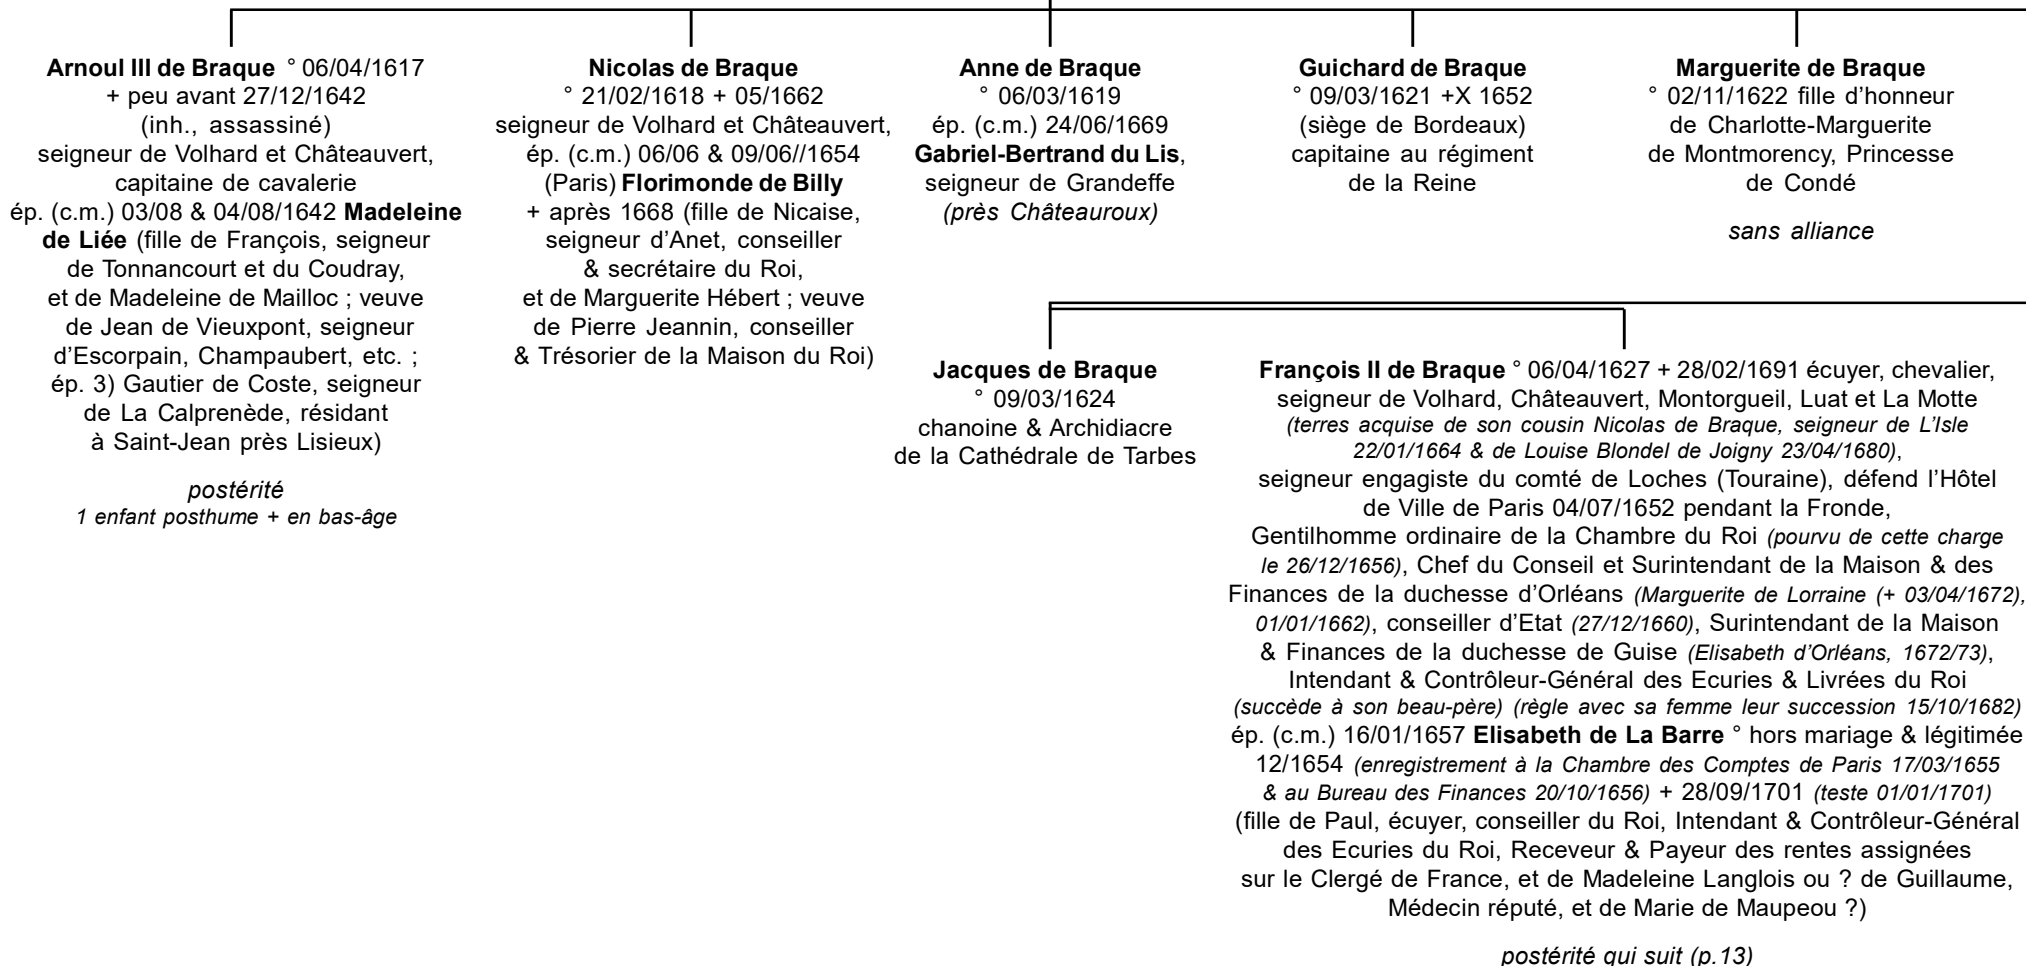 Arnoul III de Braque ° 06/04/1617
+ peu avant 27/12/1642
(inh., assassiné)
seigneur de Volhard et Châteauvert,
capitaine de cavalerie
ép. (c.m.) 03/08 & 04/08/1642 Madeleine
de Liée (fille de François, seigneur
de Tonnancourt et du Coudray,
et de Madeleine de Mailloc ; veuve
de Jean de Vieuxpont, seigneur
d'Escorpain, Champaubert, etc. ;
ép. 3) Gautier de Coste, seigneur
de La Calprenède, résidant
à Saint-Jean près Lisieux)
postérité
1 enfant posthume + en bas-âge
Nicolas de Braque
° 21/02/1618 + 05/1662
seigneur de Volhard et Châteauvert,
ép. (c.m.) 06/06 & 09/06//1654
(Paris) Florimonde de Billy
+ après 1668 (fille de Nicaise,
seigneur d'Anet, conseiller
& secrétaire du Roi,
et de Marguerite Hébert ; veuve
de Pierre Jeannin, conseiller
& Trésorier de la Maison du Roi)
Anne de Braque
° 06/03/1619
ép. (c.m.) 24/06/1669
Gabriel-Bertrand du Lis,
seigneur de Grandeffe
(près Châteauroux)
Guichard de Braque
° 09/03/1621 +X 1652
(siège de Bordeaux)
capitaine au régiment
de la Reine
Marguerite de Braque
° 02/11/1622 fille d'honneur
de Charlotte-Marguerite
de Montmorency, Princesse
de Condé
sans alliance
Jacques de Braque
° 09/03/1624
chanoine & Archidiacre
de la Cathédrale de Tarbes
François II de Braque ° 06/04/1627 + 28/02/1691 écuyer, chevalier,
seigneur de Volhard, Châteauvert, Montorgueil, Luat et La Motte
(terres acquise de son cousin Nicolas de Braque, seigneur de L'Isle
22/01/1664 & de Louise Blondel de Joigny 23/04/1680),
seigneur engagiste du comté de Loches (Touraine), défend l'Hôtel
de Ville de Paris 04/07/1652 pendant la Fronde,
Gentilhomme ordinaire de la Chambre du Roi (pourvu de cette charge
le 26/12/1656), Chef du Conseil et Surintendant de la Maison & des
Finances de la duchesse d'Orléans (Marguerite de Lorraine (+ 03/04/1672),
01/01/1662), conseiller d'Etat (27/12/1660), Surintendant de la Maison
& Finances de la duchesse de Guise (Elisabeth d'Orléans, 1672/73),
Intendant & Contrôleur-Général des Ecuries & Livrées du Roi
(succède à son beau-père) (règle avec sa femme leur succession 15/10/1682)
ép. (c.m.) 16/01/1657 Elisabeth de La Barre ° hors mariage & légitimée
12/1654 (enregistrement à la Chambre des Comptes de Paris 17/03/1655
& au Bureau des Finances 20/10/1656) + 28/09/1701 (teste 01/01/1701)
(fille de Paul, écuyer, conseiller du Roi, Intendant & Contrôleur-Général
des Ecuries du Roi, Receveur & Payeur des rentes assignées
sur le Clergé de France, et de Madeleine Langlois ou ? de Guillaume,
Médecin réputé, et de Marie de Maupeou ?)
postérité qui suit (p.13)